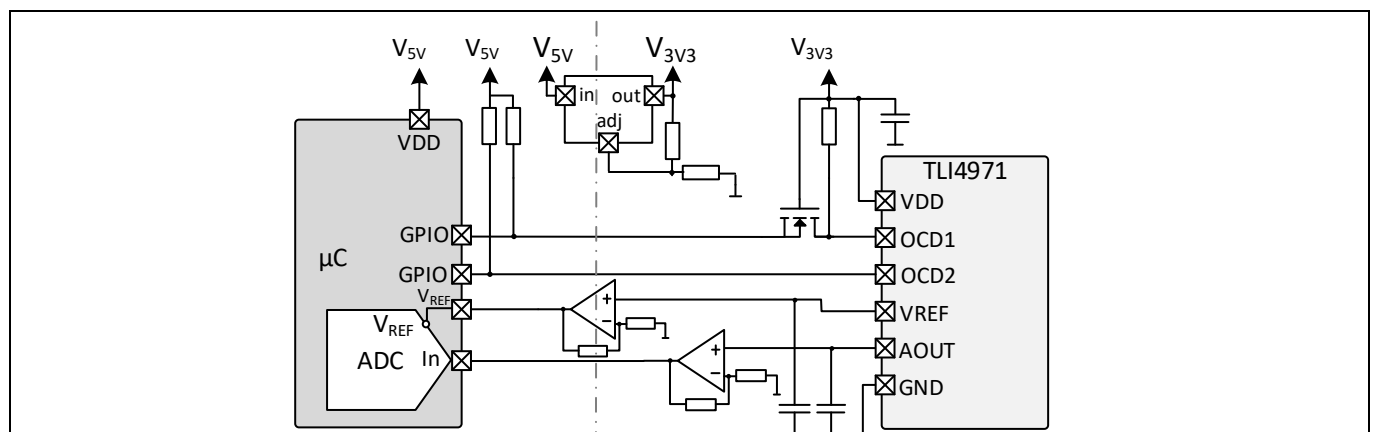 V5V
V5V
V5V
V3V3
V3V3
in
out
adj
VDD
TLI4971
VDD
GPIO
OCD1
µC
GPIO
OCD2
VREF
VREF
VREF
+
−
ADC
In
+
−
AOUT
GND